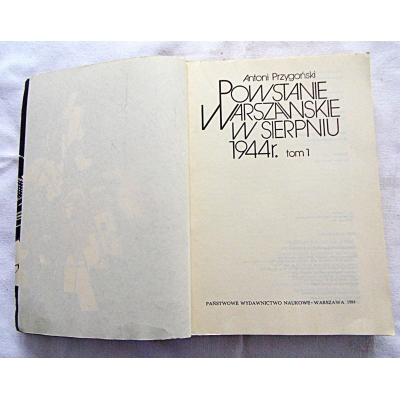 Antoni Przygoński
POWSTANIE
WARSZAWSKIE
W SIERPNIU
1944r. tom 1
PAŃSTWOWE WYDAWNICTWO NAUKOWE • WARSZAWA 1980